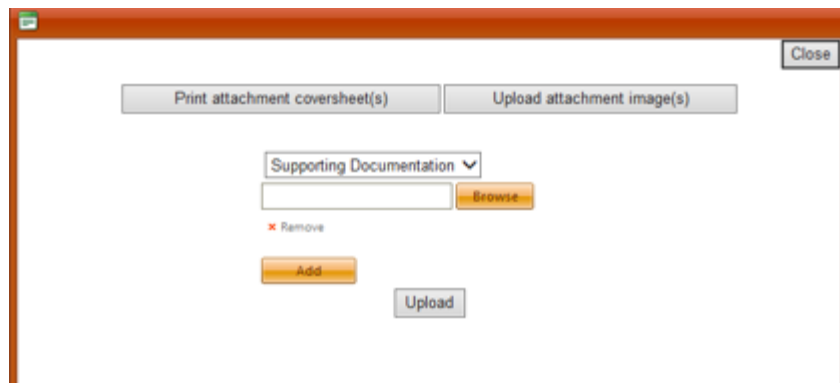 Close
Print attachment coversheet(s) Upload attachment image(s)
Supporting Documentation
Browse
Remove
Add
Upload